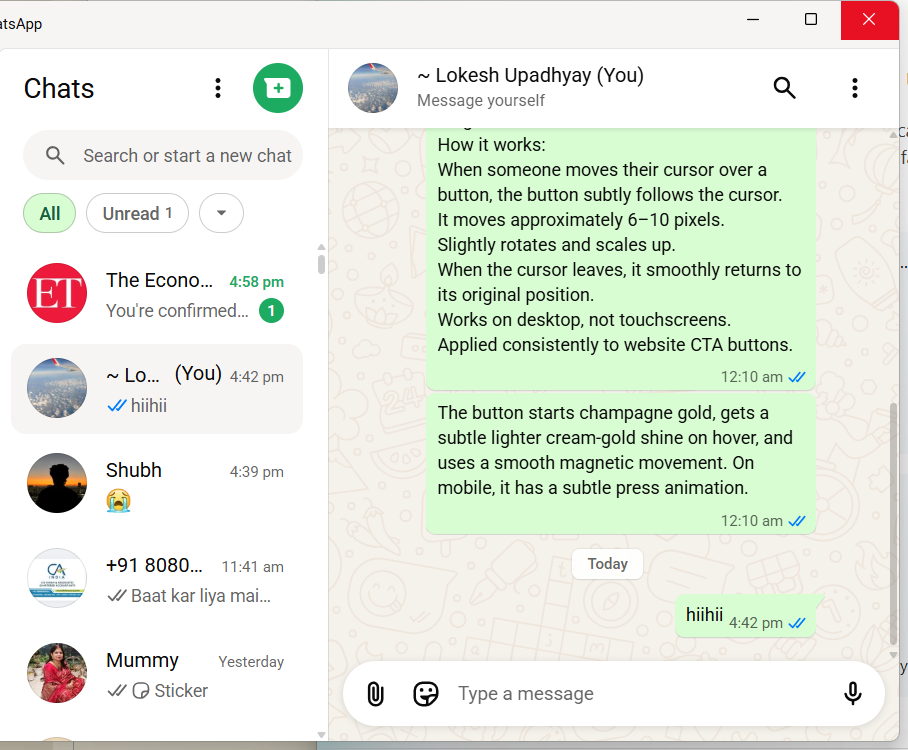 atsApp
Chats
Search or start a new chat
All
Unread 1
ET
The Econo... 4:58 pm
You're confirmed... 1
~ Lo... (You) 4:42 pm
hiihii
Shubh 4:39 pm
😭
CA
INDIA
+91 8080... 11:41 am
Baat kar liya mai...
Mummy Yesterday
Sticker
~ Lokesh Upadhyay (You)
Message yourself
How it works:
When someone moves their cursor over a
button, the button subtly follows the cursor.
It moves approximately 6–10 pixels.
Slightly rotates and scales up.
When the cursor leaves, it smoothly returns to
its original position.
Works on desktop, not touchscreens.
Applied consistently to website CTA buttons.
12:10 am
The button starts champagne gold, gets a
subtle lighter cream-gold shine on hover, and
uses a smooth magnetic movement. On
mobile, it has a subtle press animation.
12:10 am
Today
hiihii 4:42 pm
Type a message